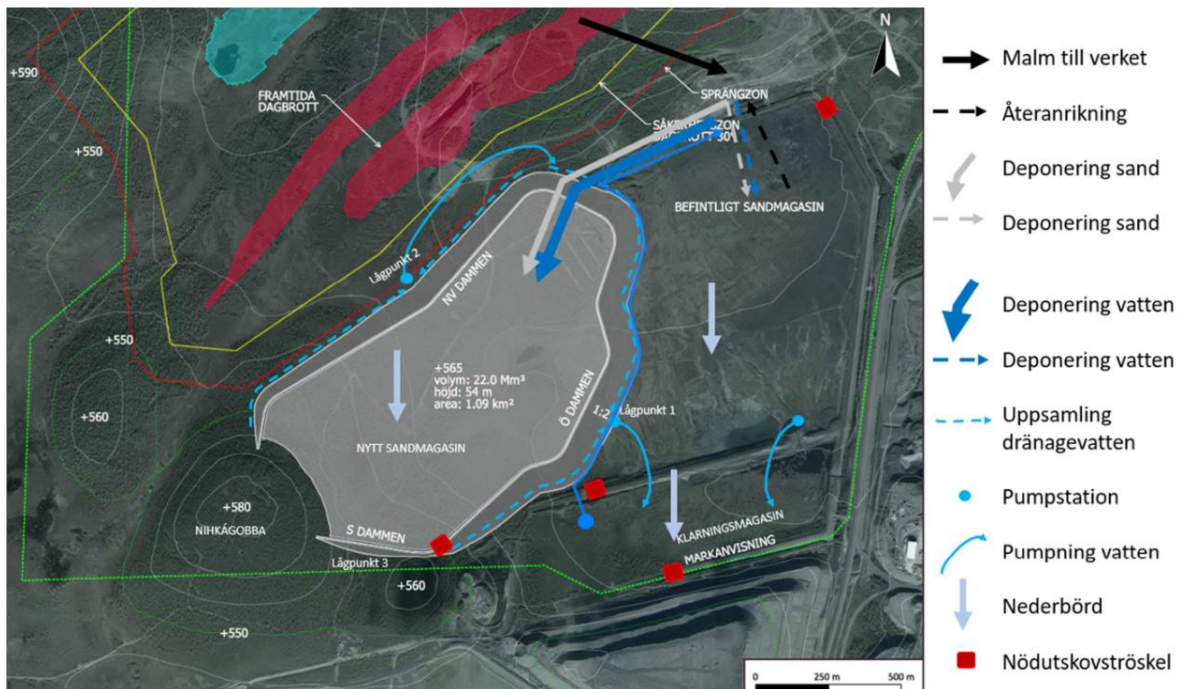 N
+590
FRAMTIDA
DAGBROTT
SPRÄNGZON
SÄKERHETSZON
+550
BEFINTLIGT SANDMAGASIN
Lågpunkt 2
NV DAMMEN
+550
+565
volym: 22.0 Mm³
höjd: 54 m
area: 1.09 km²
Ö DAMMEN
1:2
Lågpunkt 1
+560
NYTT SANDMAGASIN
+580
NIHKÁGOBBA
S DAMMEN
Lågpunkt 3
KLARNINGSMAGASIN
MARKANVISNING
+560
+550
0
250 m
500 m
Malm till verket
Återanrikning
Deponering sand
Deponering sand
Deponering vatten
Deponering vatten
Uppsamling
dränagevatten
Pumpstation
Pumpning vatten
Nederbörd
Nödutskovströskel